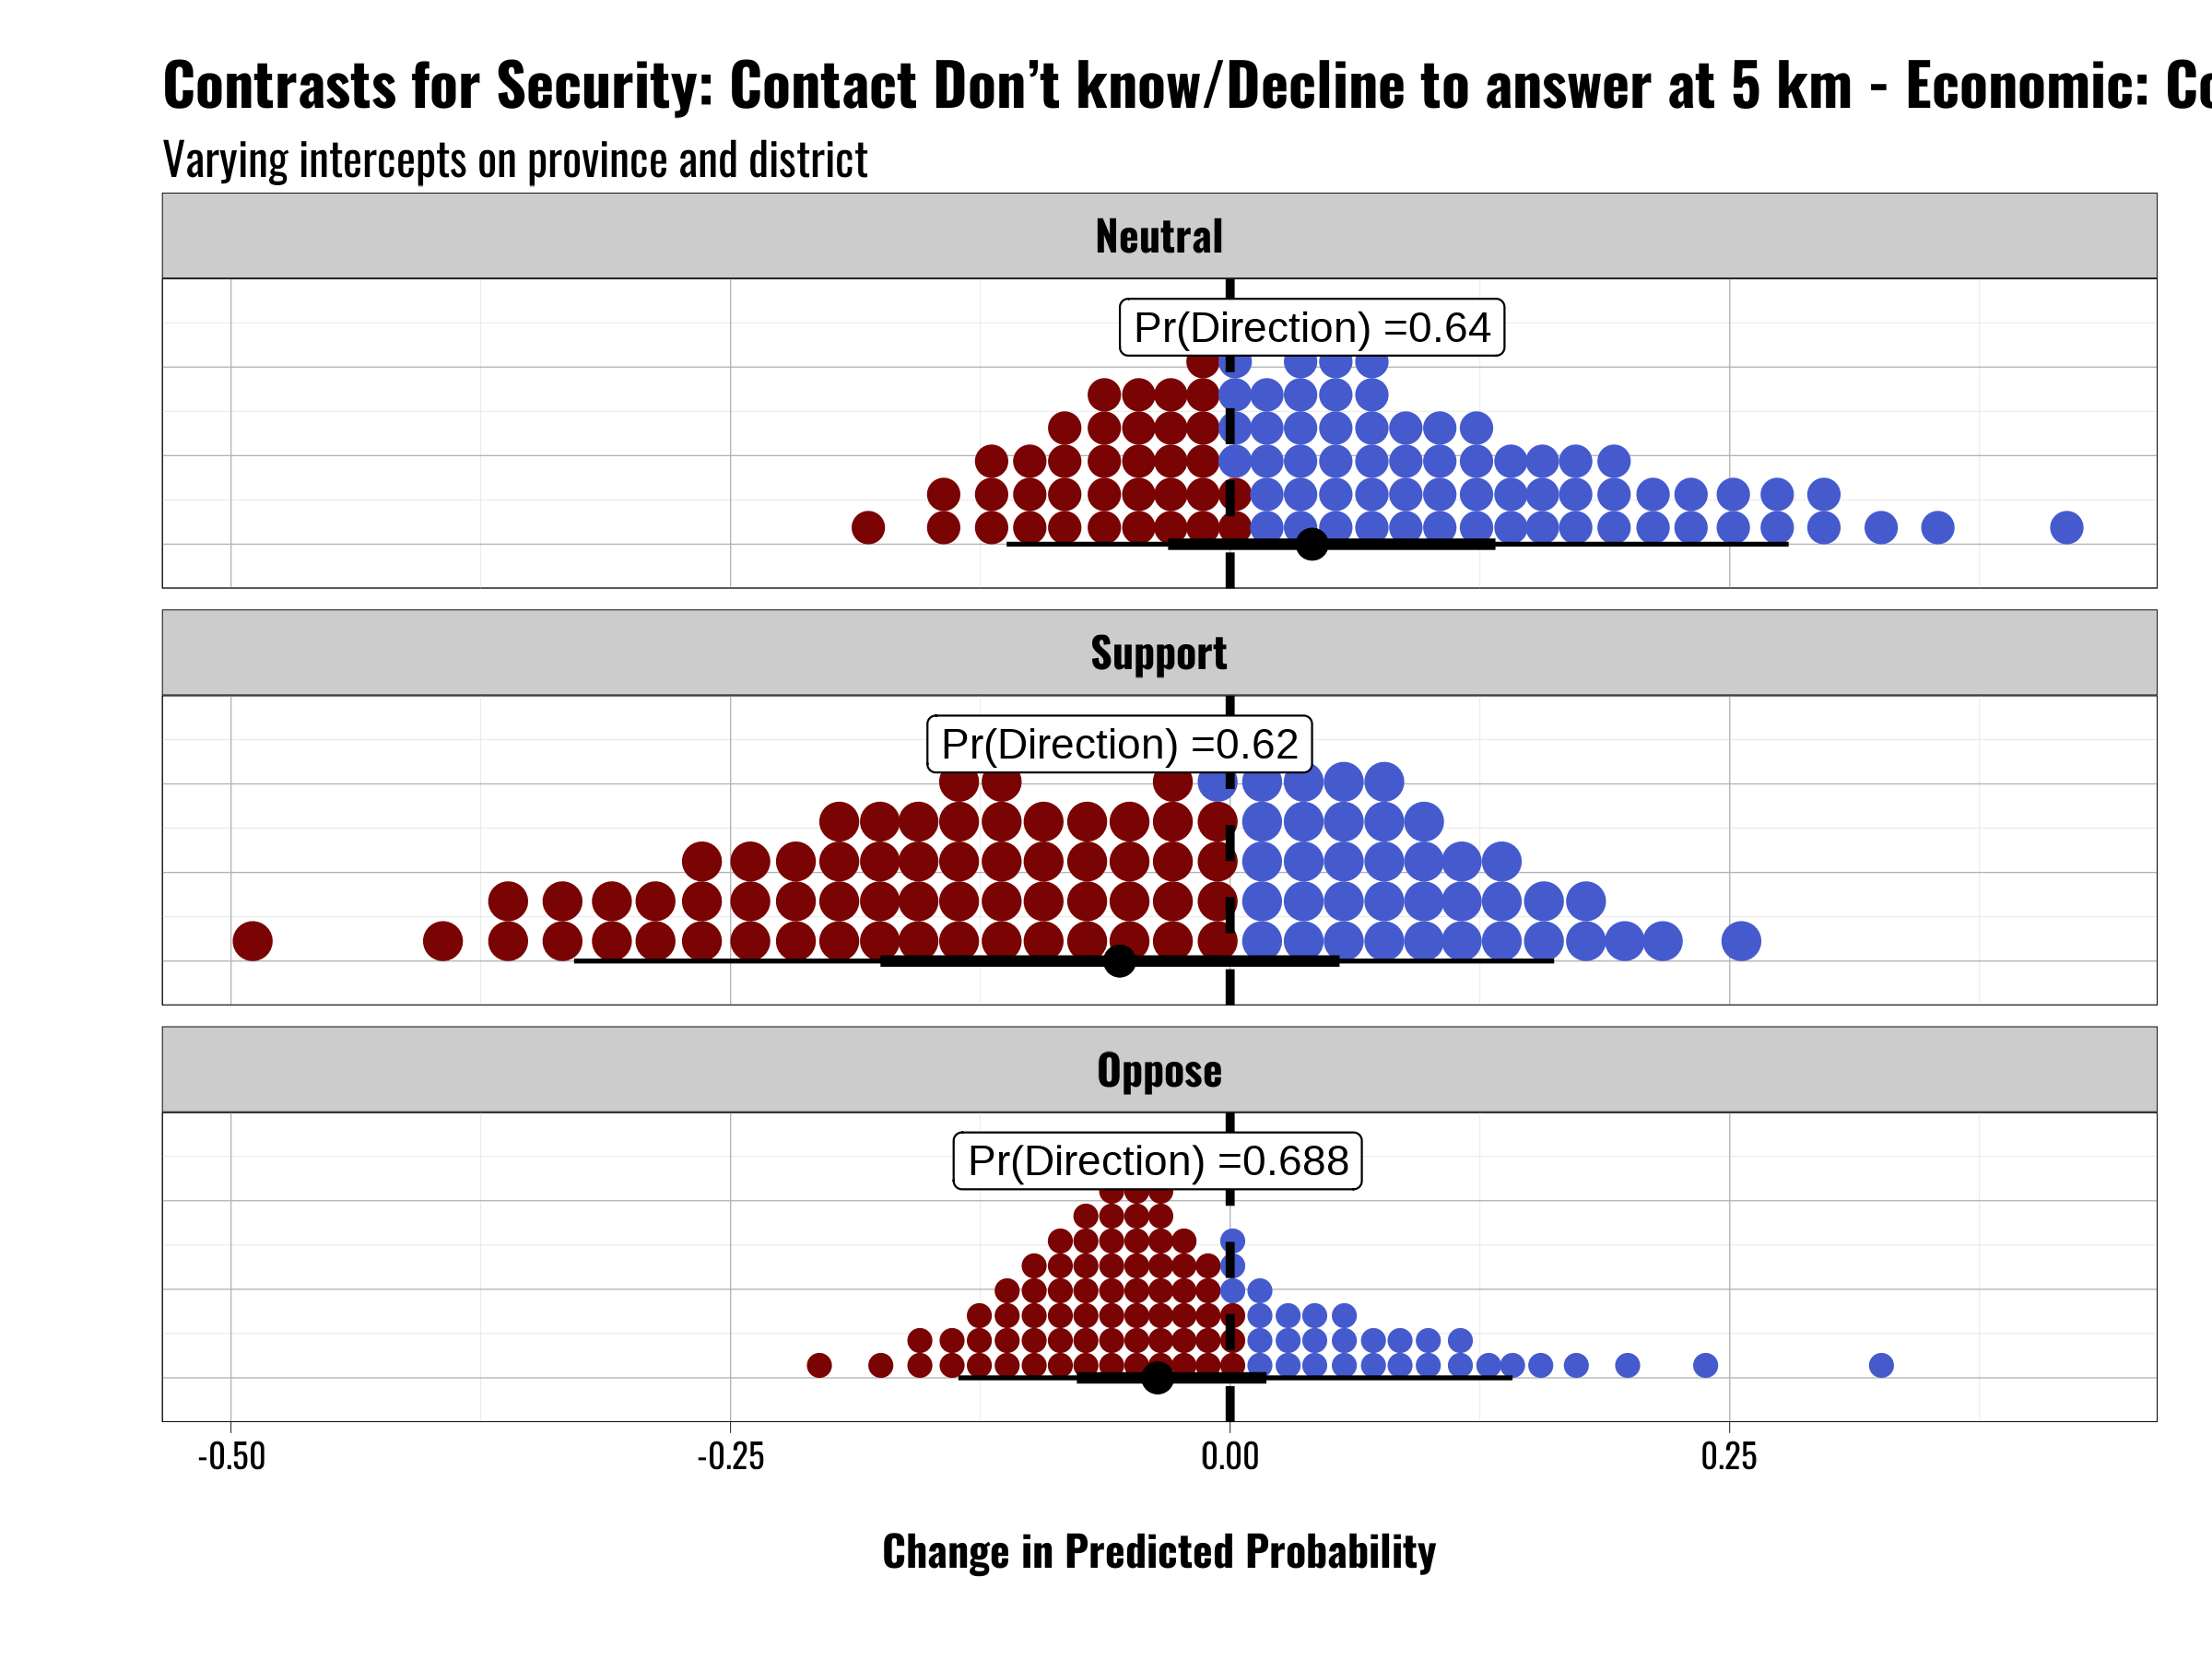 Contrasts for Security: Contact Don’t know/Decline to answer at 5 km - Economic:
Varying intercepts on province and district
Neutral
Pr(Direction) =0.64
Support
Pr(Direction) =0.62
Oppose
Pr(Direction) =0.688
-0.50 -0.25 0.00 0.25
Change in Predicted Probability